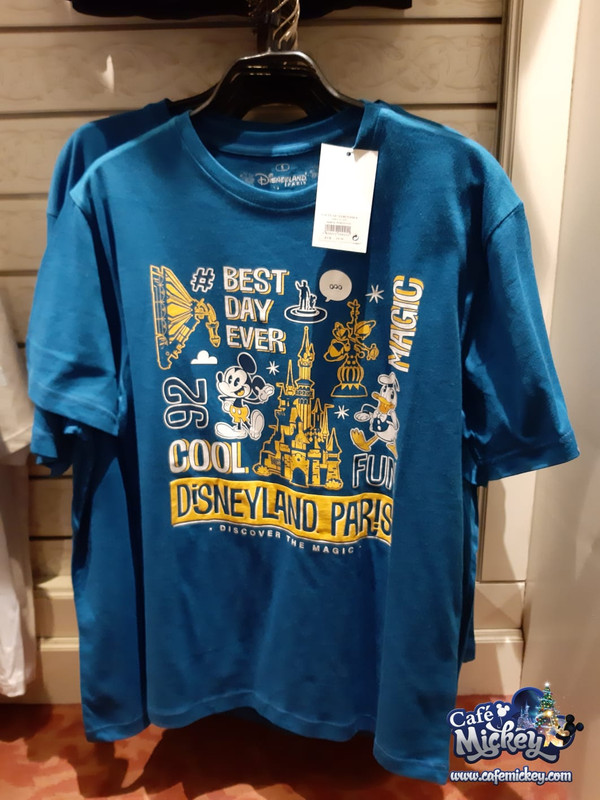 Disneyland
PARIS
# BEST
DAY
EVER
MAGIC
92
COOL
FUN
DiSNEYLAND PARiS
• DISCOVER THE MAGIC •
Café
Mickey
www.cafemickey.com